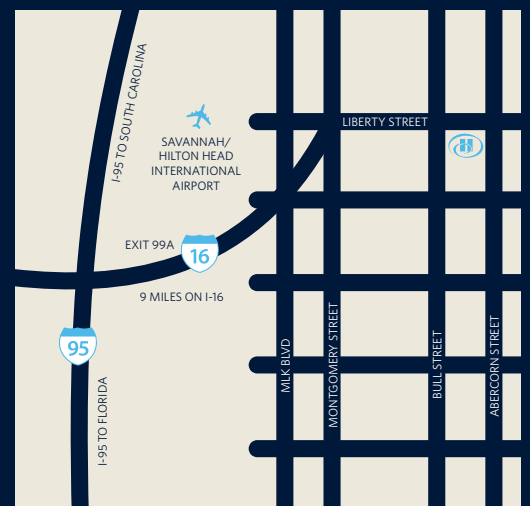 I-95 TO SOUTH CAROLINA
SAVANNAH/
HILTON HEAD
INTERNATIONAL
AIRPORT
LIBERTY STREET
H
EXIT 99A
16
9 MILES ON I-16
95
I-95 TO FLORIDA
MLK BLVD
MONTGOMERY STREET
BULL STREET
ABERCORN STREET